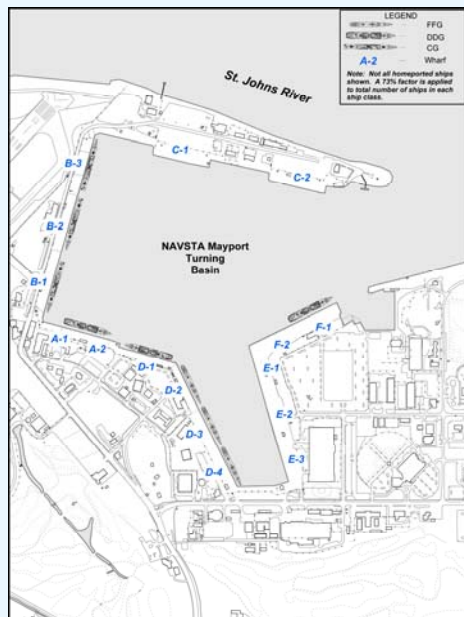 LEGEND
FFG
DDG
CG
A-2 Wharf
Note: Not all homeported ships
shown. A 73% factor is applied
to total number of ships in each
ship class.
St. Johns River
C-1
C-2
B-3
B-2
B-1
NAVSTA Mayport
Turning
Basin
A-1
A-2
D-1
D-2
D-3
D-4
F-1
F-2
E-1
E-2
E-3